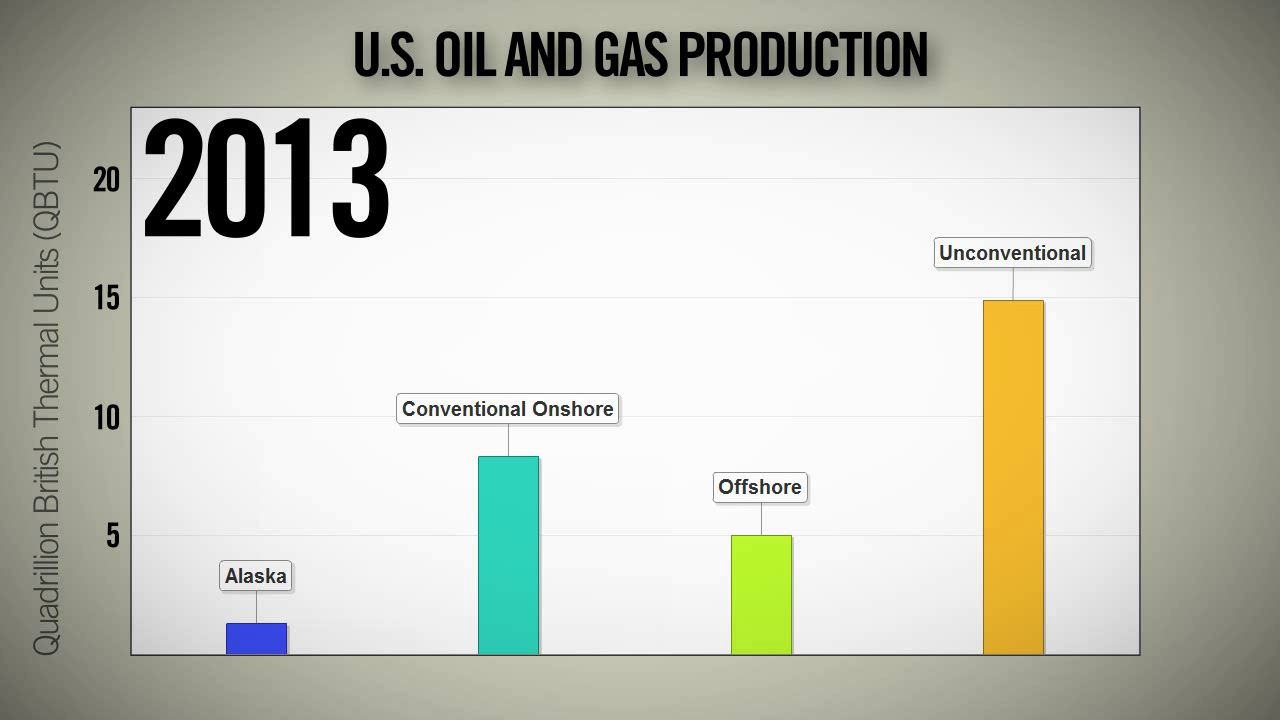 U.S. OIL AND GAS PRODUCTION
2013
Quadrillion British Thermal Units (QBTU)
20
15
10
5
Unconventional
Conventional Onshore
Offshore
Alaska